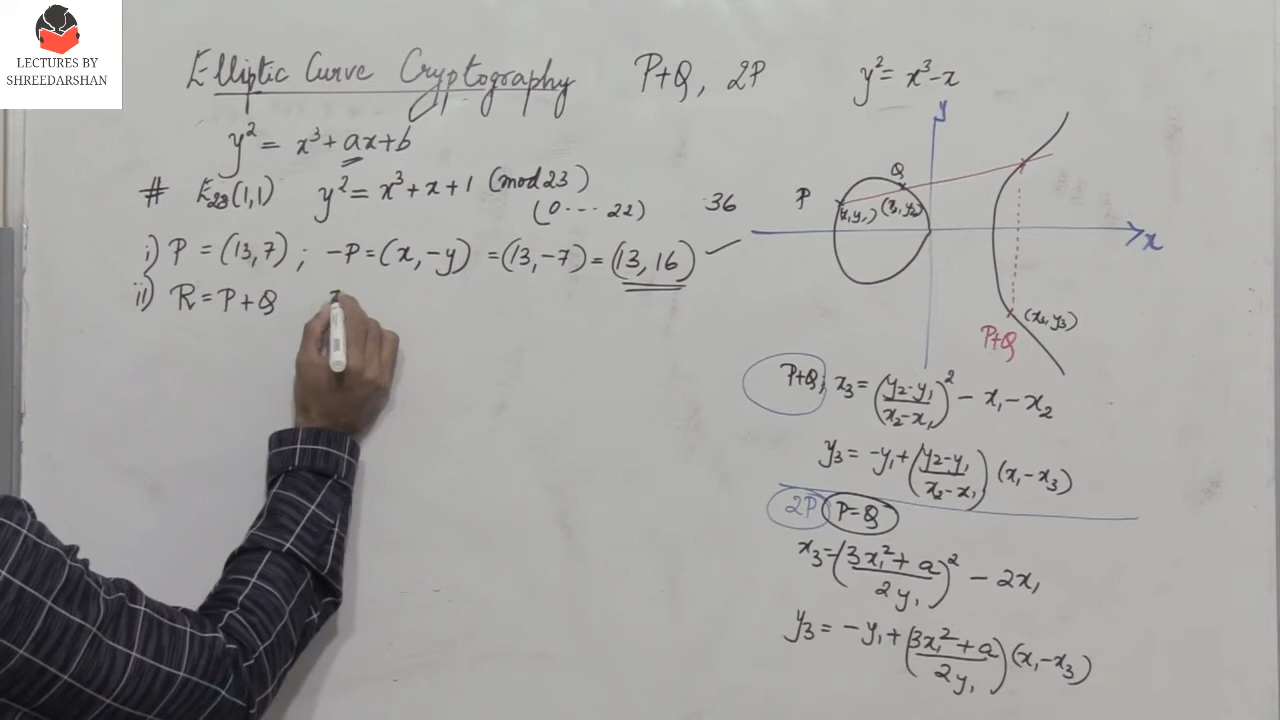 LECTURES BY
SHREEDARSHAN
Elliptic Curve Cryptography P+Q, 2P
y² = x³+ax+b
# E₂₃(1,1) y² = x³+x+1 (mod 23)
(0 ---- 22)
36
i) P = (13,7) ; -P = (x,-y) = (13,-7) = (13, 16)
ii) R = P+Q
y² = x³-x
y
x
P
Q
(x₁,y₁) (x₂,y₂)
P+Q
(x₃,y₃)
P+Q; x₃ = (y₂-y₁/x₂-x₁)² - x₁ - x₂
y₃ = -y₁ + (y₂-y₁/x₂-x₁) (x₁-x₃)
2P P=Q
x₃ = (3x₁²+a/2y₁)² - 2x₁
y₃ = -y₁ + (3x₁²+a/2y₁) (x₁-x₃)